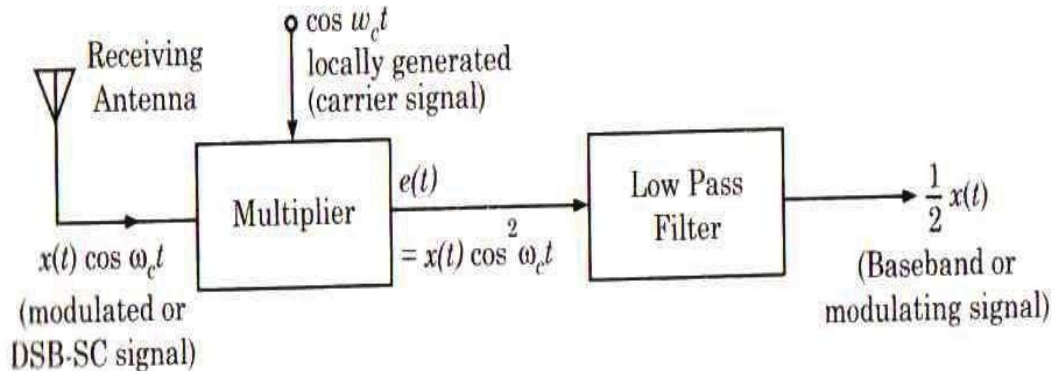 cos w_c t
locally generated
(carrier signal)
Receiving
Antenna
Multiplier
e(t)
= x(t) cos² ω_c t
Low Pass
Filter
1/2 x(t)
(Baseband or
modulating signal)
x(t) cos ω_c t
(modulated or
DSB-SC signal)